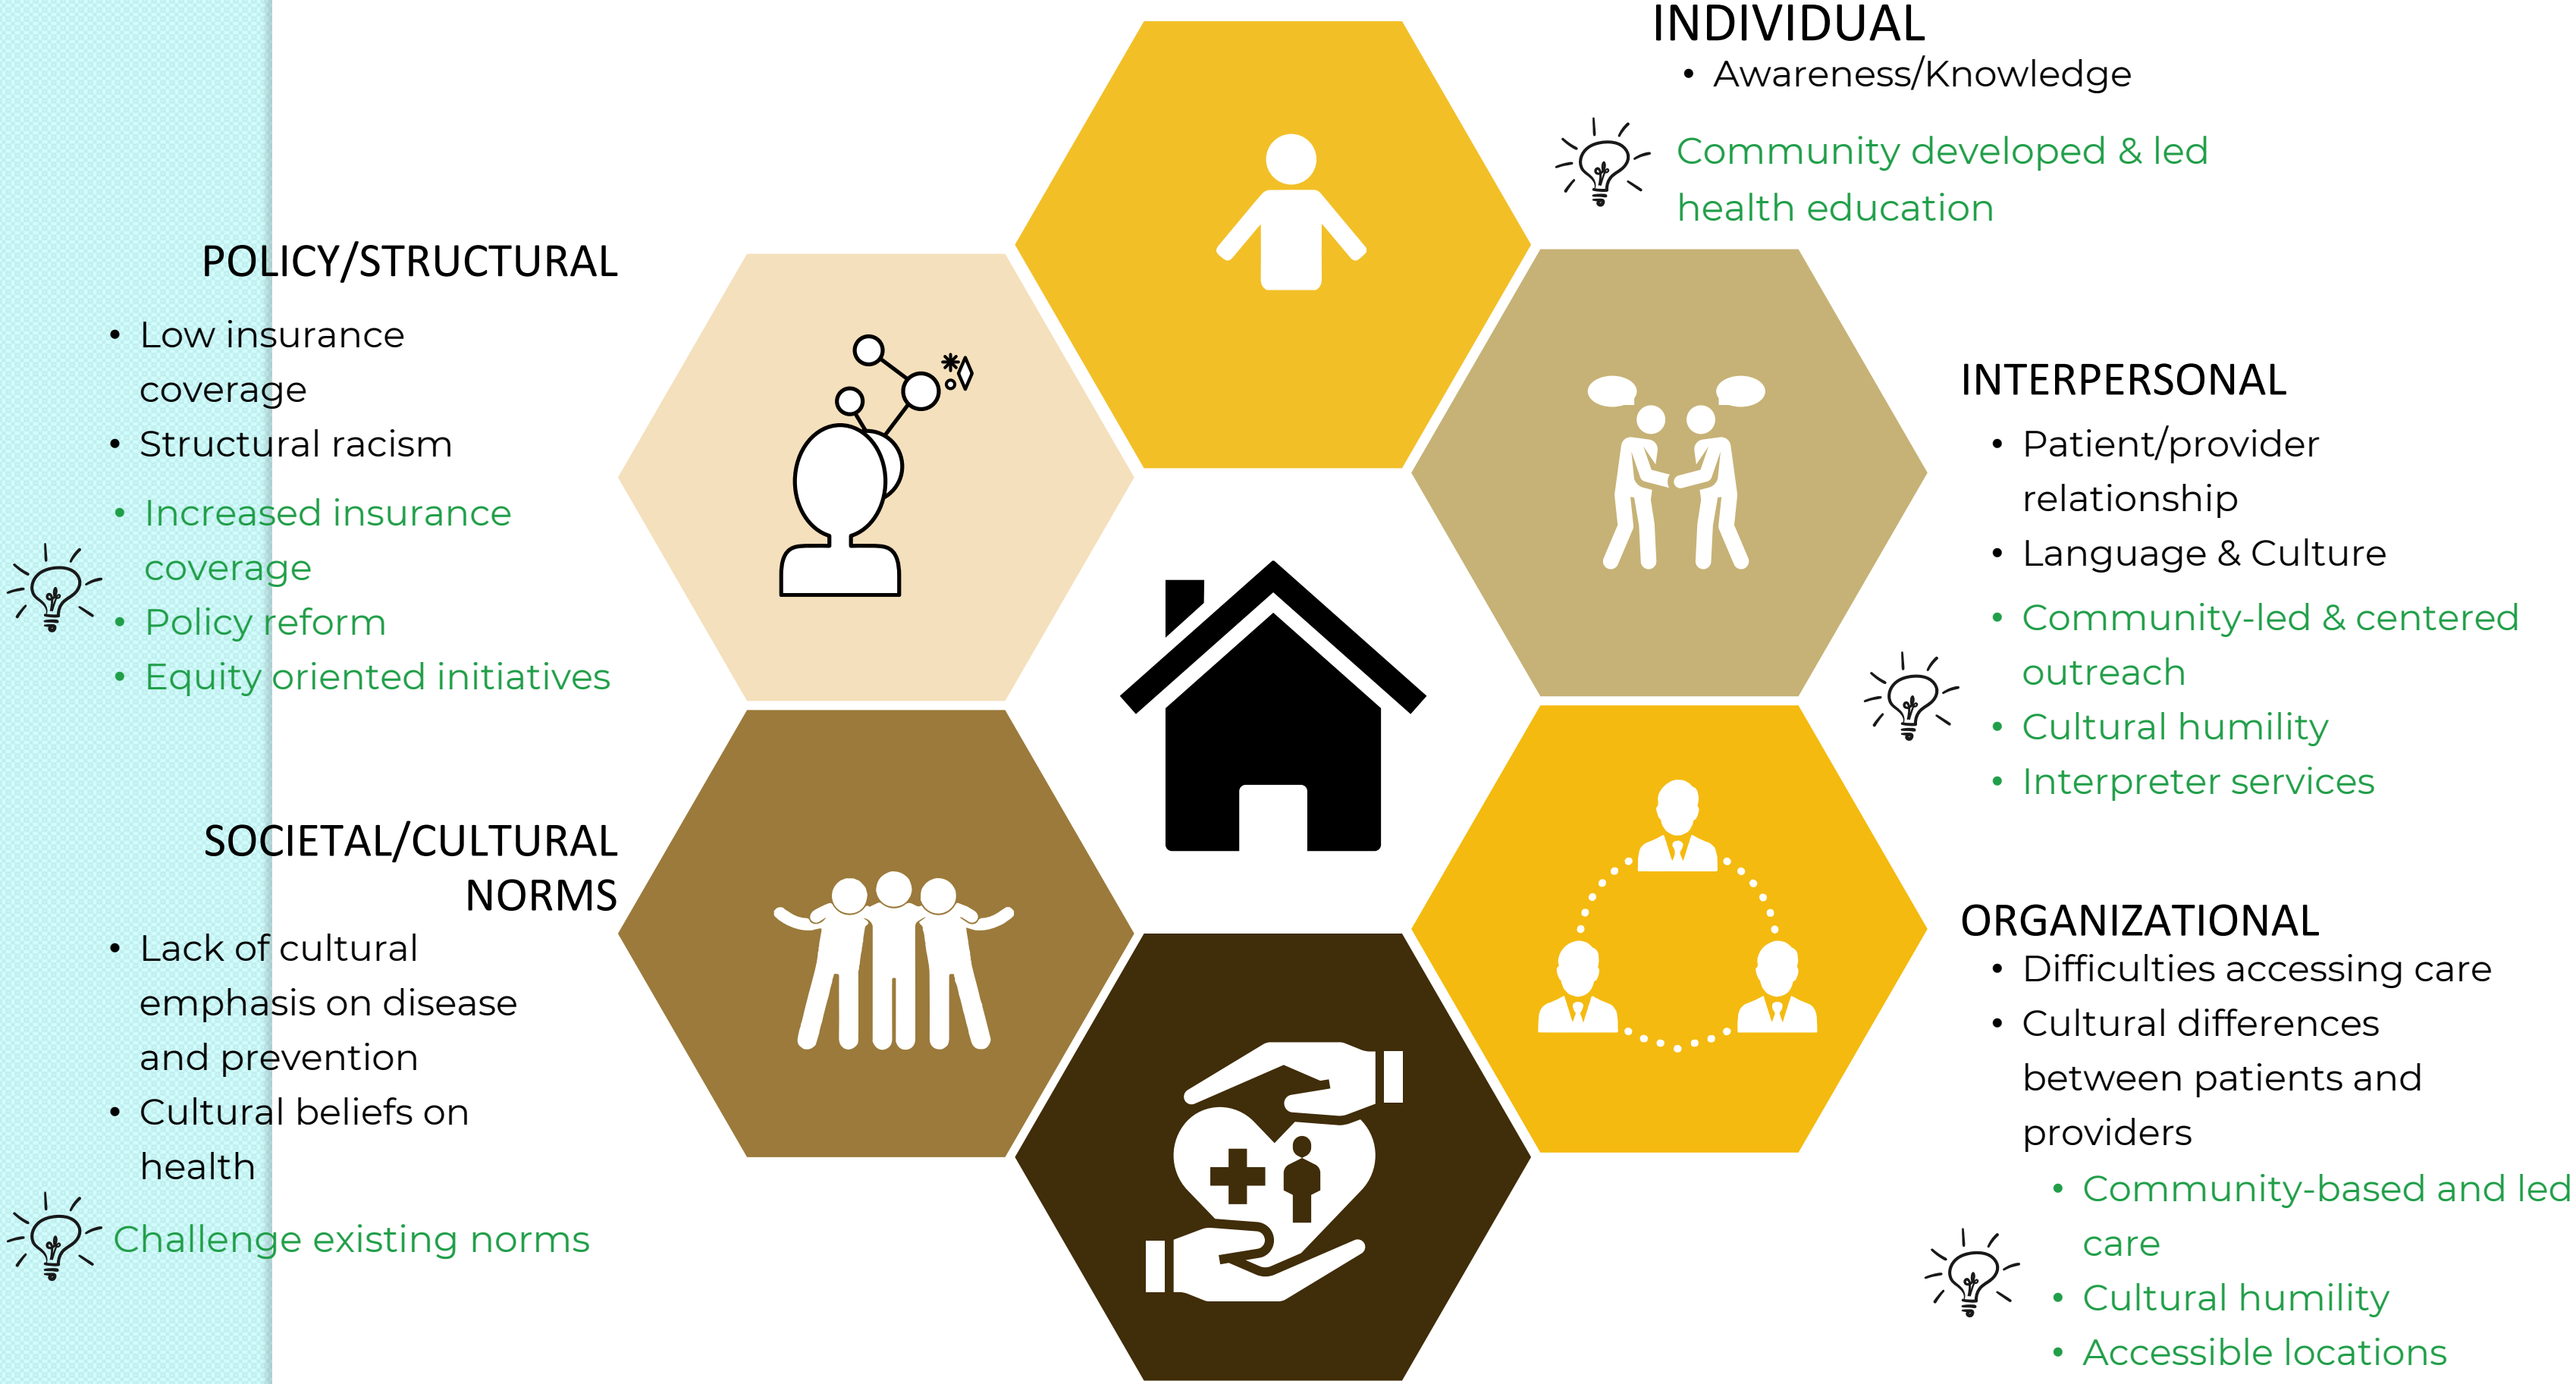 INDIVIDUAL
• Awareness/Knowledge
Community developed & led
health education
POLICY/STRUCTURAL
• Low insurance
coverage
• Structural racism
• Increased insurance
coverage
• Policy reform
• Equity oriented initiatives
INTERPERSONAL
• Patient/provider
relationship
• Language & Culture
• Community-led & centered
outreach
• Cultural humility
• Interpreter services
SOCIETAL/CULTURAL
NORMS
• Lack of cultural
emphasis on disease
and prevention
• Cultural beliefs on
health
Challenge existing norms
ORGANIZATIONAL
• Difficulties accessing care
• Cultural differences
between patients and
providers
• Community-based and led
care
• Cultural humility
• Accessible locations